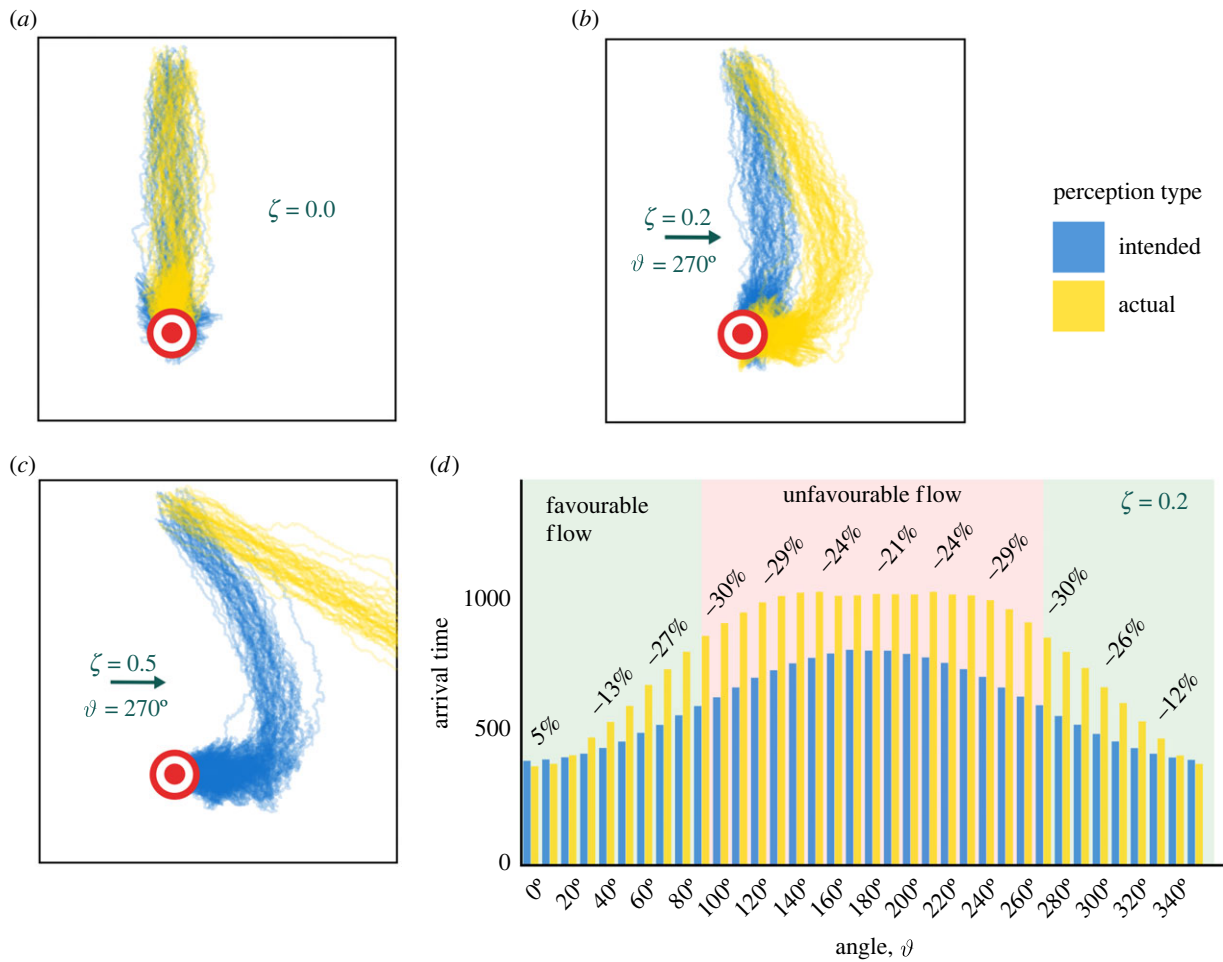 (a)
ζ = 0.0
(b)
ζ = 0.2
ϑ = 270º
perception type
intended
actual
(c)
ζ = 0.5
ϑ = 270º
(d)
favourable
flow
unfavourable flow
ζ = 0.2
5%
–13%
–27%
–30%
–29%
–24%
–21%
–24%
–29%
–30%
–26%
–12%
arrival time
1000
500
0
0º 20º 40º 60º 80º 100º 120º 140º 160º 180º 200º 220º 240º 260º 280º 300º 320º 340º
angle, ϑ